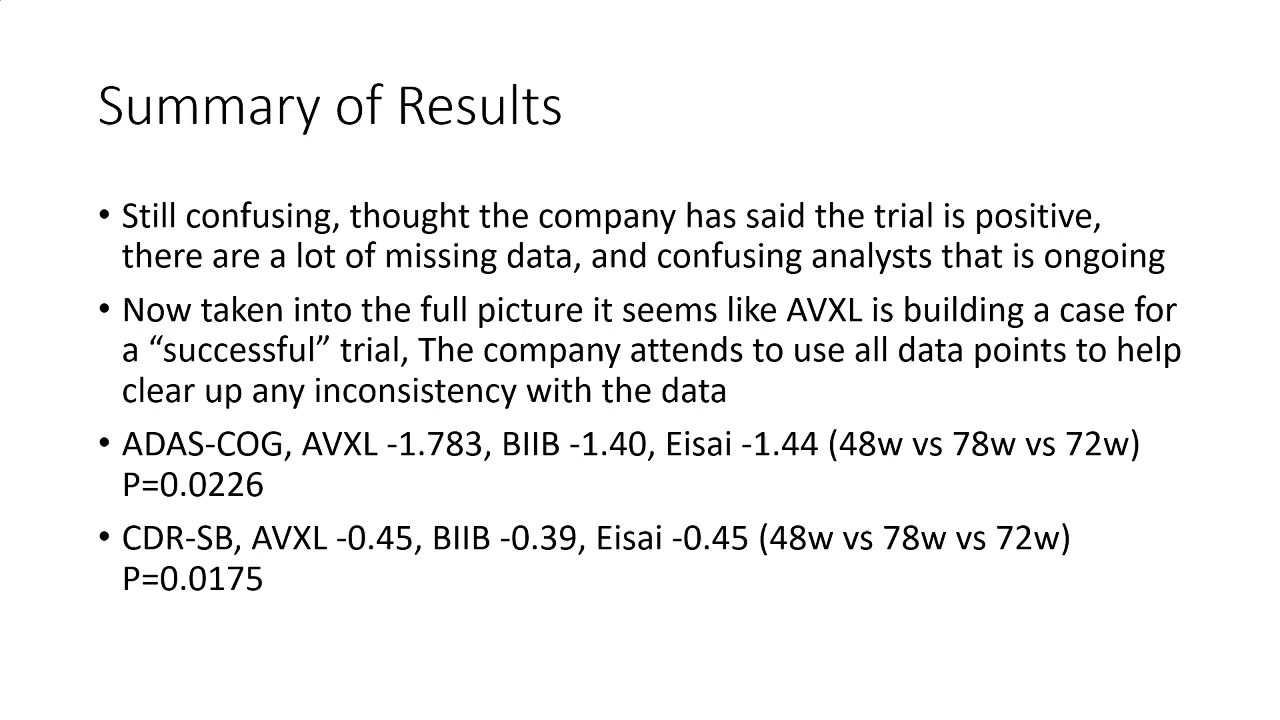 Summary of Results
• Still confusing, thought the company has said the trial is positive,
there are a lot of missing data, and confusing analysts that is ongoing
• Now taken into the full picture it seems like AVXL is building a case for
a “successful” trial, The company attends to use all data points to help
clear up any inconsistency with the data
• ADAS-COG, AVXL -1.783, BIIB -1.40, Eisai -1.44 (48w vs 78w vs 72w)
P=0.0226
• CDR-SB, AVXL -0.45, BIIB -0.39, Eisai -0.45 (48w vs 78w vs 72w)
P=0.0175